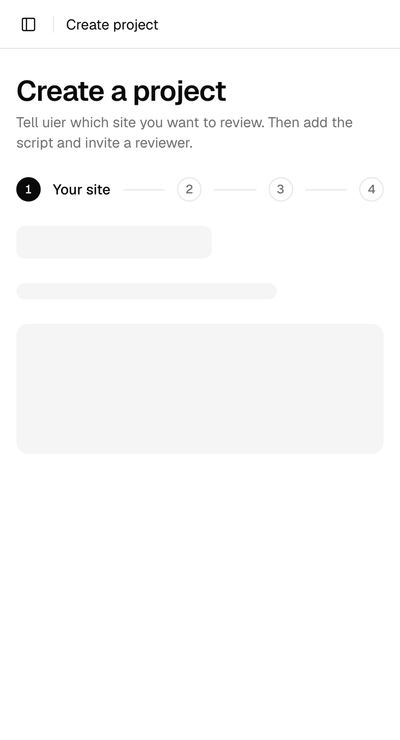 Create project
Create a project
Tell uier which site you want to review. Then add the
script and invite a reviewer.
1 Your site 2 3 4